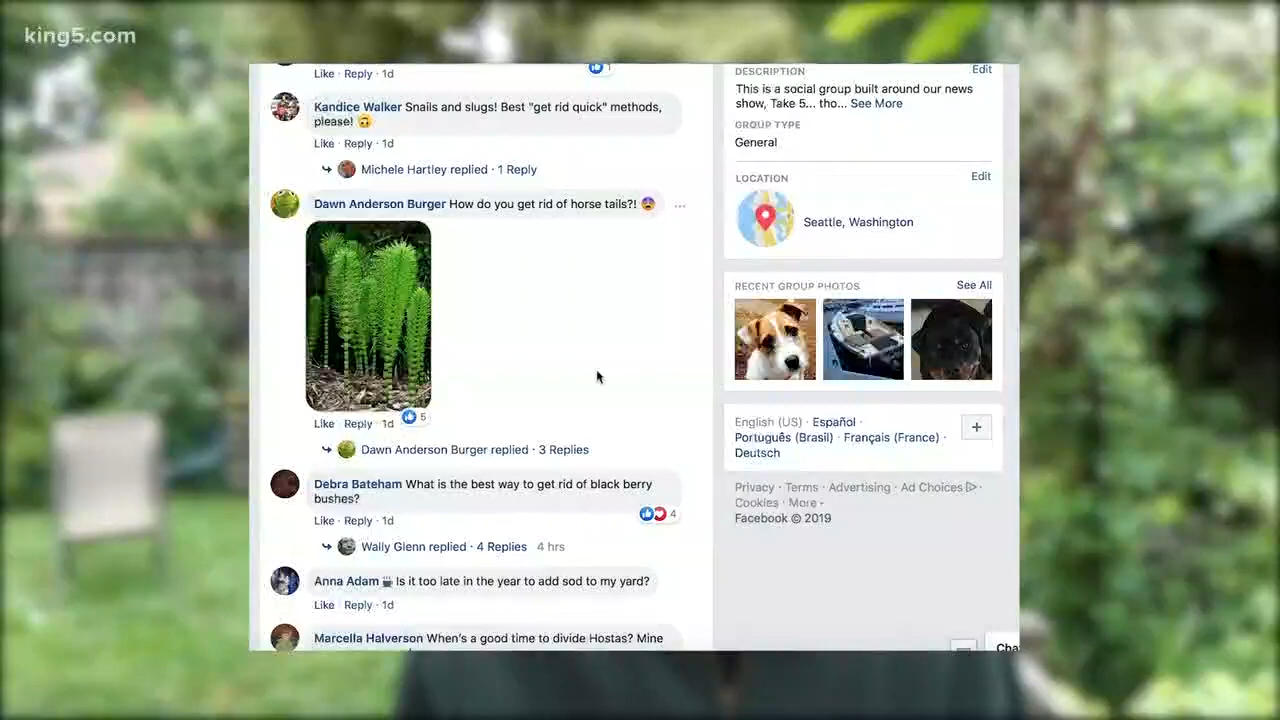 king5.com
Like · Reply · 1d
Kandice Walker Snails and slugs! Best "get rid quick" methods,
please! 🙃
Like · Reply · 1d
Michele Hartley replied · 1 Reply
Dawn Anderson Burger How do you get rid of horse tails?! 😨
Like · Reply · 1d
5
Dawn Anderson Burger replied · 3 Replies
Debra Bateham What is the best way to get rid of black berry
bushes?
4
Like · Reply · 1d
Wally Glenn replied · 4 Replies 4 hrs
Anna Adam Is it too late in the year to add sod to my yard?
Like · Reply · 1d
Marcella Halverson When's a good time to divide Hostas? Mine
DESCRIPTION
Edit
This is a social group built around our news
show, Take 5... tho... See More
GROUP TYPE
General
LOCATION
Edit
Seattle, Washington
RECENT GROUP PHOTOS
See All
English (US) · Español ·
Português (Brasil) · Français (France) ·
Deutsch
+
Privacy · Terms · Advertising · Ad Choices ·
Cookies · More
Facebook © 2019